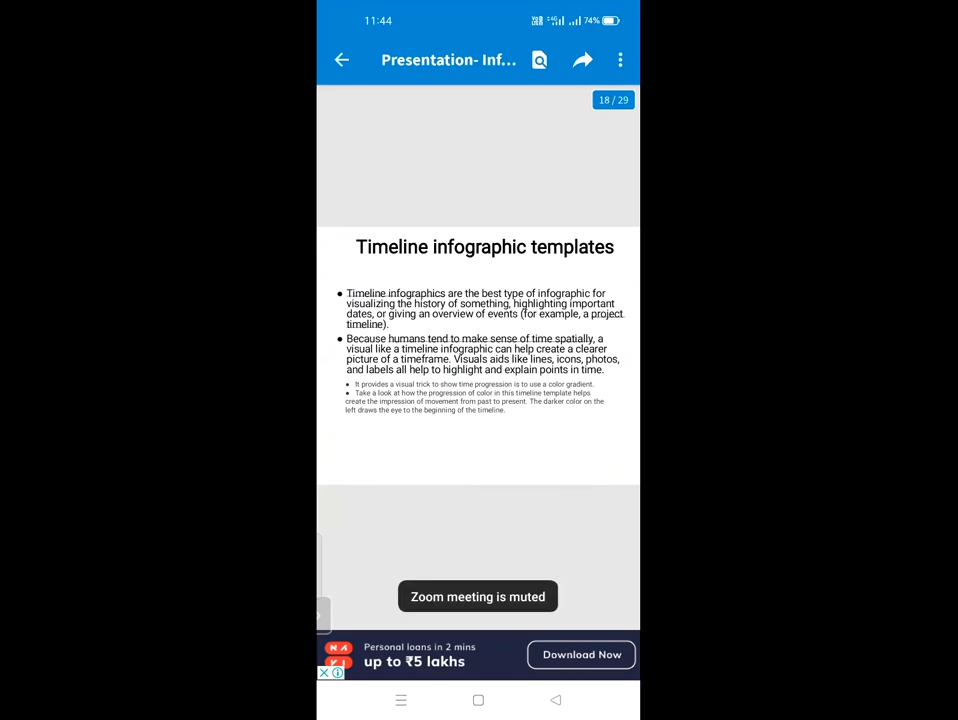 11:44
74%
Presentation- Inf...
18 / 29
Timeline infographic templates
● Timeline infographics are the best type of infographic for
visualizing the history of something, highlighting important
dates, or giving an overview of events (for example, a project
timeline).
● Because humans tend to make sense of time spatially, a
visual like a timeline infographic can help create a clearer
picture of a timeframe. Visuals aids like lines, icons, photos,
and labels all help to highlight and explain points in time.
● It provides a visual trick to show time progression is to use a color gradient.
● Take a look at how the progression of color in this timeline template helps
create the impression of movement from past to present. The darker color on the
left draws the eye to the beginning of the timeline.
Zoom meeting is muted
NA
Personal loans in 2 mins
up to ₹5 lakhs
Download Now